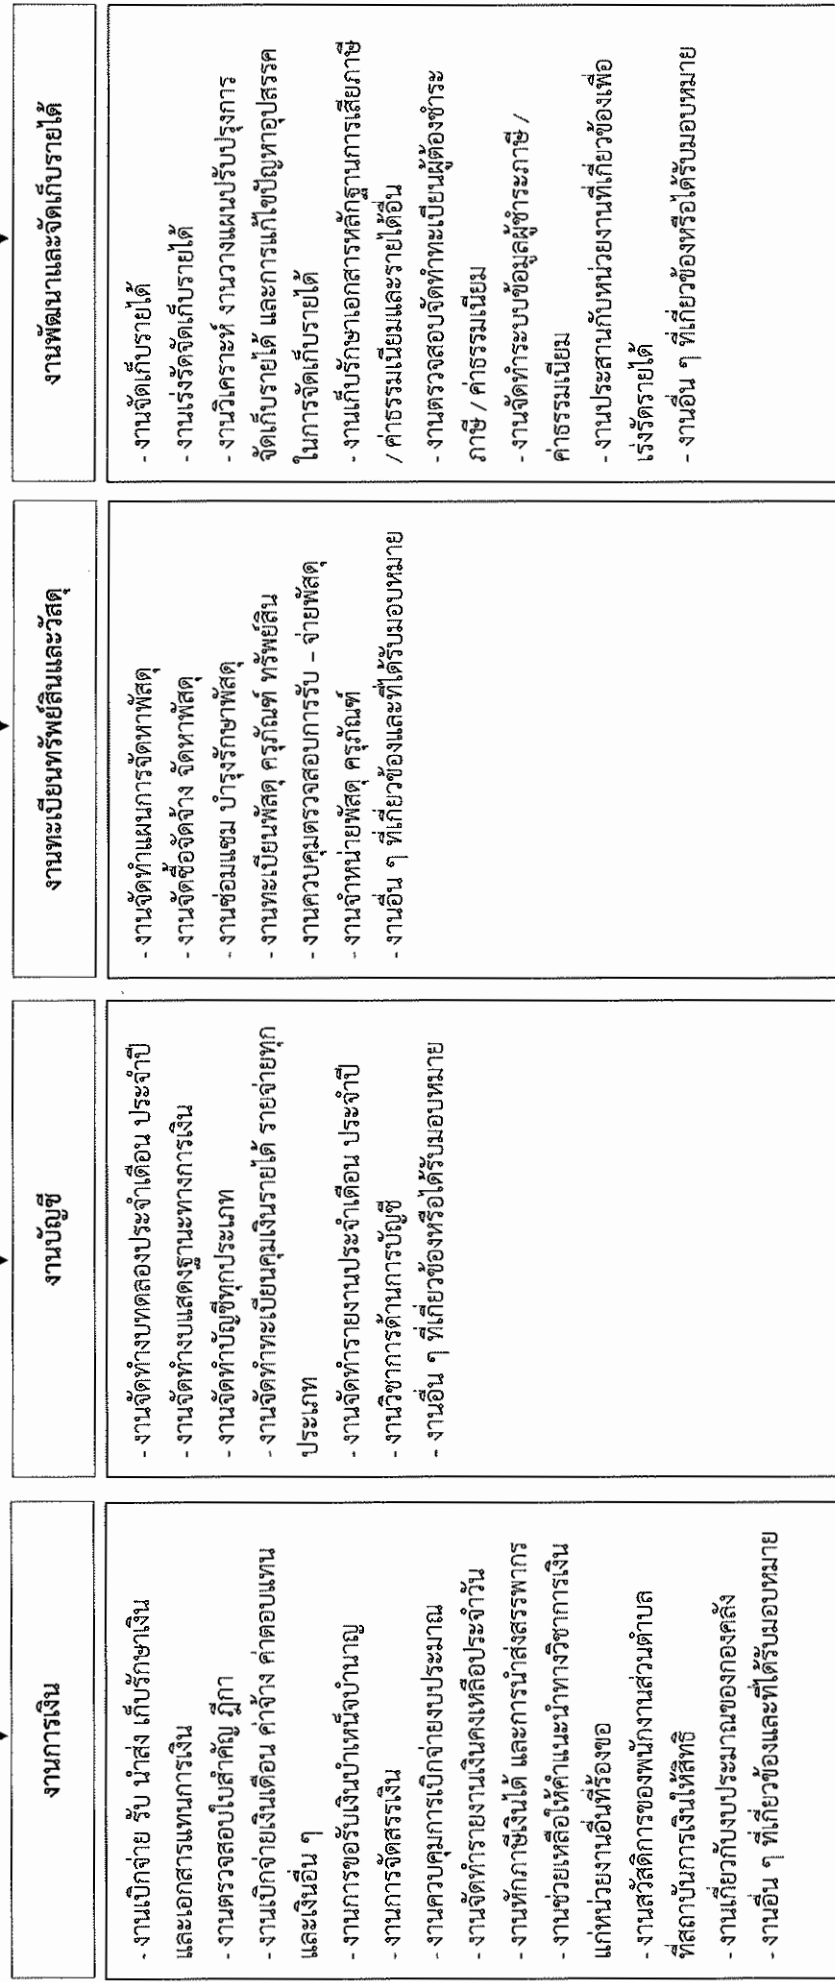 งานการเงิน
- งานเบิกจ่าย รับ นำส่ง เก็บรักษาเงิน
และเอกสารแทนการเงิน
- งานตรวจสอบใบสำคัญ ฎีกา
- งานเบิกจ่ายเงินเดือน ค่าจ้าง ค่าตอบแทน
และเงินอื่น ๆ
- งานการขอรับเงินบำเหน็จบำนาญ
- งานการจัดสรรเงิน
- งานควบคุมการเบิกจ่ายงบประมาณ
- งานจัดทำรายงานเงินคงเหลือประจำวัน
- งานหักภาษีเงินได้ และการนำส่งสรรพากร
- งานช่วยเหลือให้คำแนะนำทางวิชาการเงิน
แก่หน่วยงานอื่นที่ร้องขอ
- งานสวัสดิการของพนักงานส่วนตำบล
ที่สถาบันการเงินให้สิทธิ
- งานเกี่ยวกับงบประมาณของกองคลัง
- งานอื่น ๆ ที่เกี่ยวข้องและที่ได้รับมอบหมาย
งานบัญชี
- งานจัดทำงบทดลองประจำเดือน ประจำปี
- งานจัดทำงบแสดงฐานะทางการเงิน
- งานจัดทำบัญชีทุกประเภท
- งานจัดทำทะเบียนคุมเงินรายได้ รายจ่ายทุก
ประเภท
- งานจัดทำรายงานประจำเดือน ประจำปี
- งานวิชาการด้านการบัญชี
- งานอื่น ๆ ที่เกี่ยวข้องหรือได้รับมอบหมาย
งานทะเบียนทรัพย์สินและวัสดุ
- งานจัดทำแผนการจัดหาพัสดุ
- งานจัดซื้อจัดจ้าง จัดหาพัสดุ
- งานซ่อมแซม บำรุงรักษาพัสดุ
- งานทะเบียนพัสดุ ครุภัณฑ์ ทรัพย์สิน
- งานควบคุมตรวจสอบการรับ – จ่ายพัสดุ
- งานจำหน่ายพัสดุ ครุภัณฑ์
- งานอื่น ๆ ที่เกี่ยวข้องและที่ได้รับมอบหมาย
งานพัฒนาและจัดเก็บรายได้
- งานจัดเก็บรายได้
- งานเร่งรัดจัดเก็บรายได้
- งานวิเคราะห์ งานวางแผนปรับปรุงการ
จัดเก็บรายได้ และการแก้ไขปัญหาอุปสรรค
ในการจัดเก็บรายได้
- งานเก็บรักษาเอกสารหลักฐานการเสียภาษี
/ ค่าธรรมเนียมและรายได้อื่น
- งานตรวจสอบจัดทำทะเบียนผู้ต้องชำระ
ภาษี / ค่าธรรมเนียม
- งานจัดทำระบบข้อมูลผู้ชำระภาษี /
ค่าธรรมเนียม
- งานประสานกับหน่วยงานที่เกี่ยวข้องเพื่อ
เร่งรัดรายได้
- งานอื่น ๆ ที่เกี่ยวข้องหรือได้รับมอบหมาย